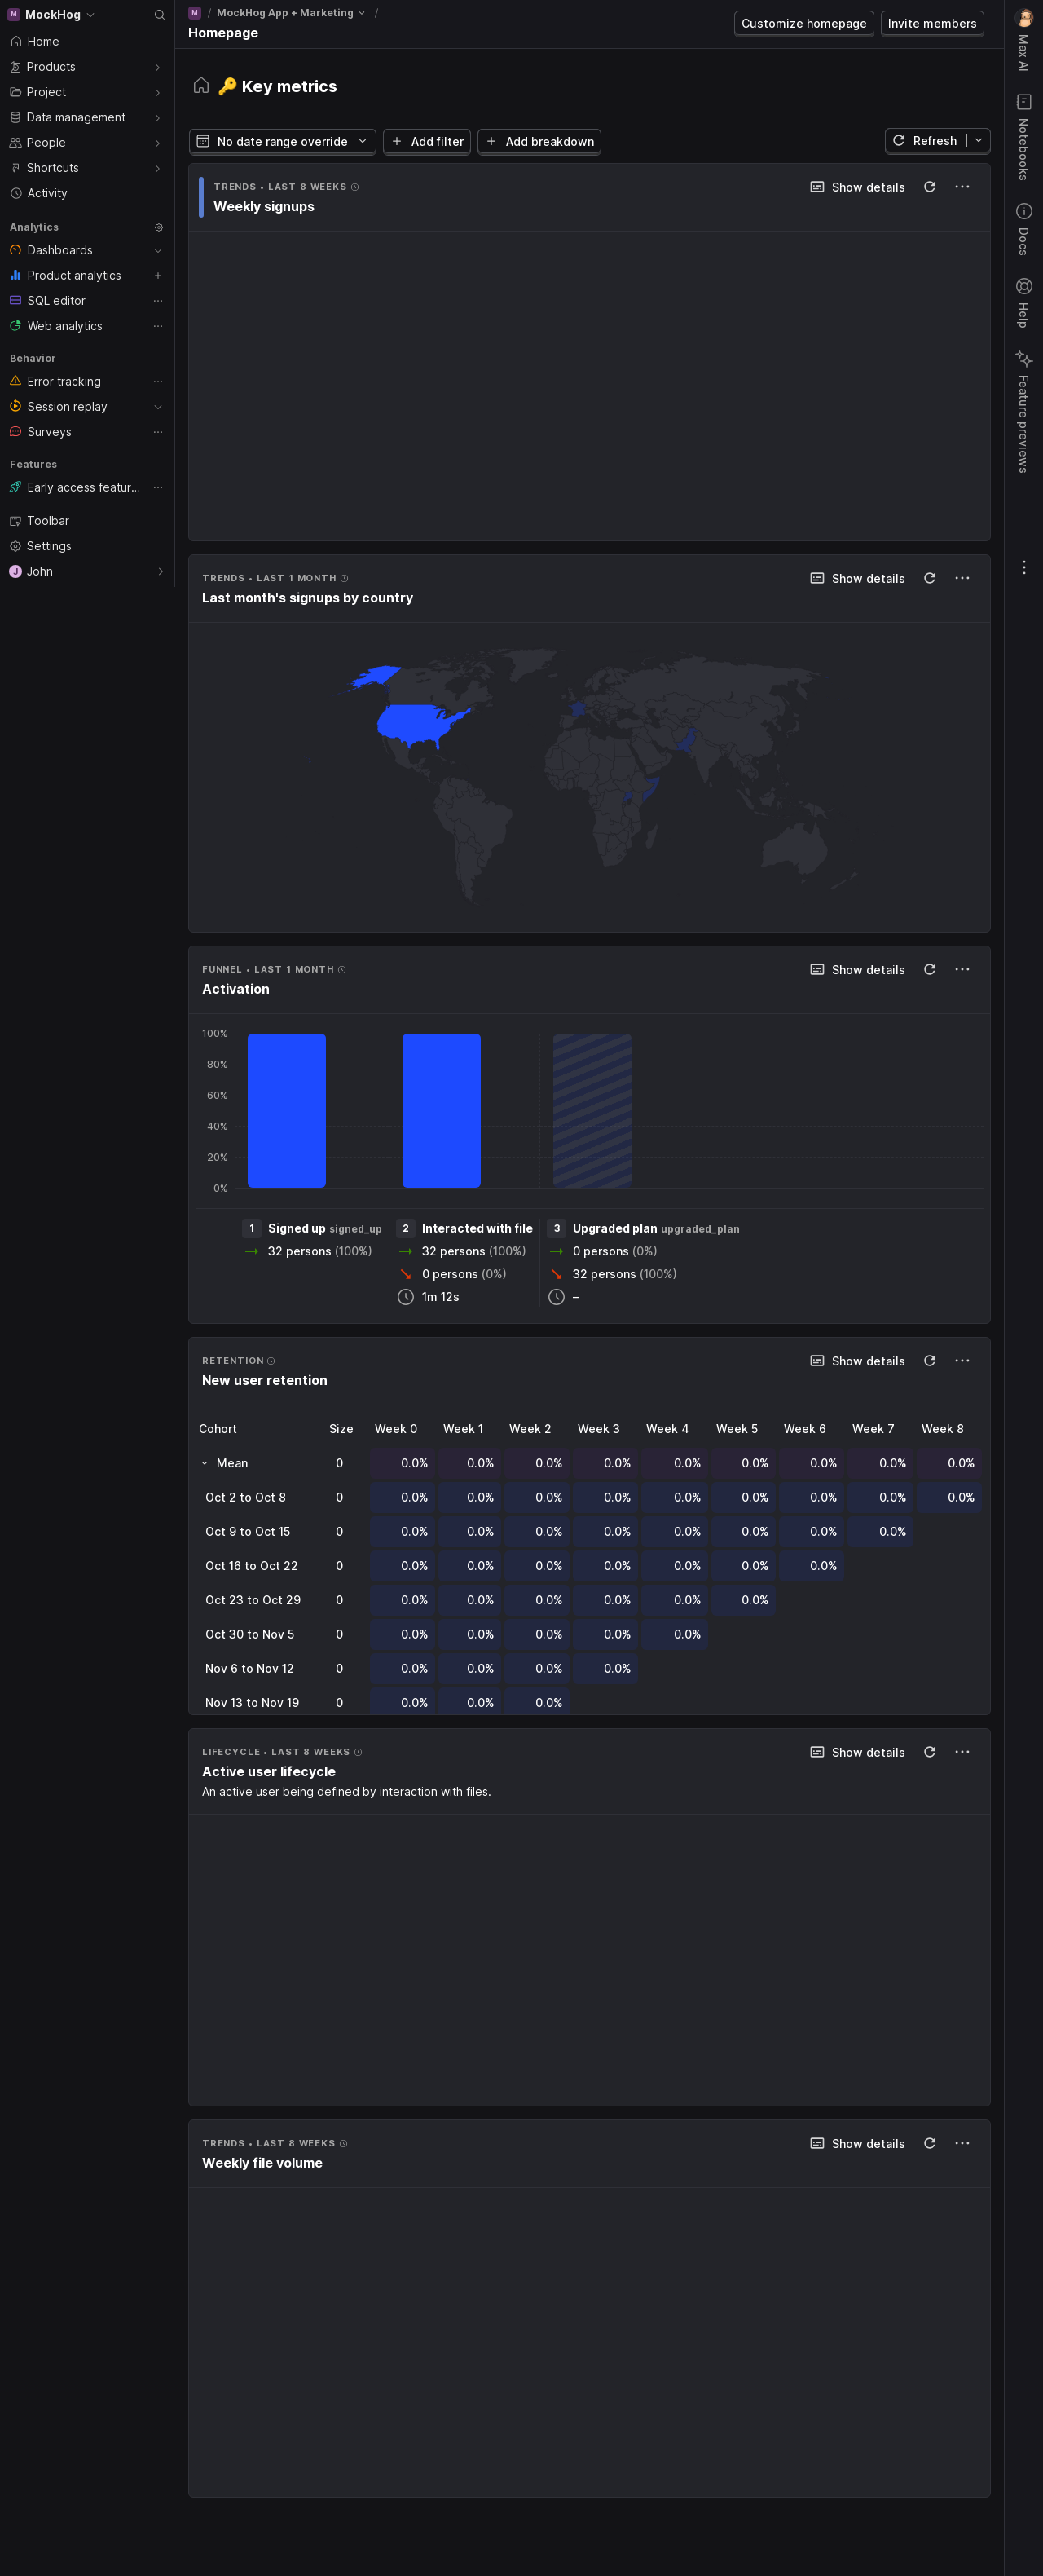 M MockHog
Home
Products
Project
Data management
People
Shortcuts
Activity
Analytics
Dashboards
Product analytics
SQL editor
Web analytics
Behavior
Error tracking
Session replay
Surveys
Features
Early access featur...
Toolbar
Settings
J John
M / MockHog App + Marketing /
Homepage
Customize homepage
Invite members
🔑 Key metrics
No date range override
Add filter
Add breakdown
Refresh
TRENDS • LAST 8 WEEKS
Weekly signups
Show details
TRENDS • LAST 1 MONTH
Last month's signups by country
Show details
FUNNEL • LAST 1 MONTH
Activation
Show details
100%
80%
60%
40%
20%
0%
1 Signed up signed_up
32 persons (100%)
2 Interacted with file
32 persons (100%)
0 persons (0%)
1m 12s
3 Upgraded plan upgraded_plan
0 persons (0%)
32 persons (100%)
–
RETENTION
New user retention
Show details
Cohort Size Week 0 Week 1 Week 2 Week 3 Week 4 Week 5 Week 6 Week 7 Week 8
Mean 0 0.0% 0.0% 0.0% 0.0% 0.0% 0.0% 0.0% 0.0% 0.0%
Oct 2 to Oct 8 0 0.0% 0.0% 0.0% 0.0% 0.0% 0.0% 0.0% 0.0% 0.0%
Oct 9 to Oct 15 0 0.0% 0.0% 0.0% 0.0% 0.0% 0.0% 0.0% 0.0%
Oct 16 to Oct 22 0 0.0% 0.0% 0.0% 0.0% 0.0% 0.0% 0.0%
Oct 23 to Oct 29 0 0.0% 0.0% 0.0% 0.0% 0.0% 0.0%
Oct 30 to Nov 5 0 0.0% 0.0% 0.0% 0.0% 0.0%
Nov 6 to Nov 12 0 0.0% 0.0% 0.0% 0.0%
Nov 13 to Nov 19 0 0.0% 0.0% 0.0%
LIFECYCLE • LAST 8 WEEKS
Active user lifecycle
An active user being defined by interaction with files.
Show details
TRENDS • LAST 8 WEEKS
Weekly file volume
Show details
Max AI
Notebooks
Docs
Help
Feature previews